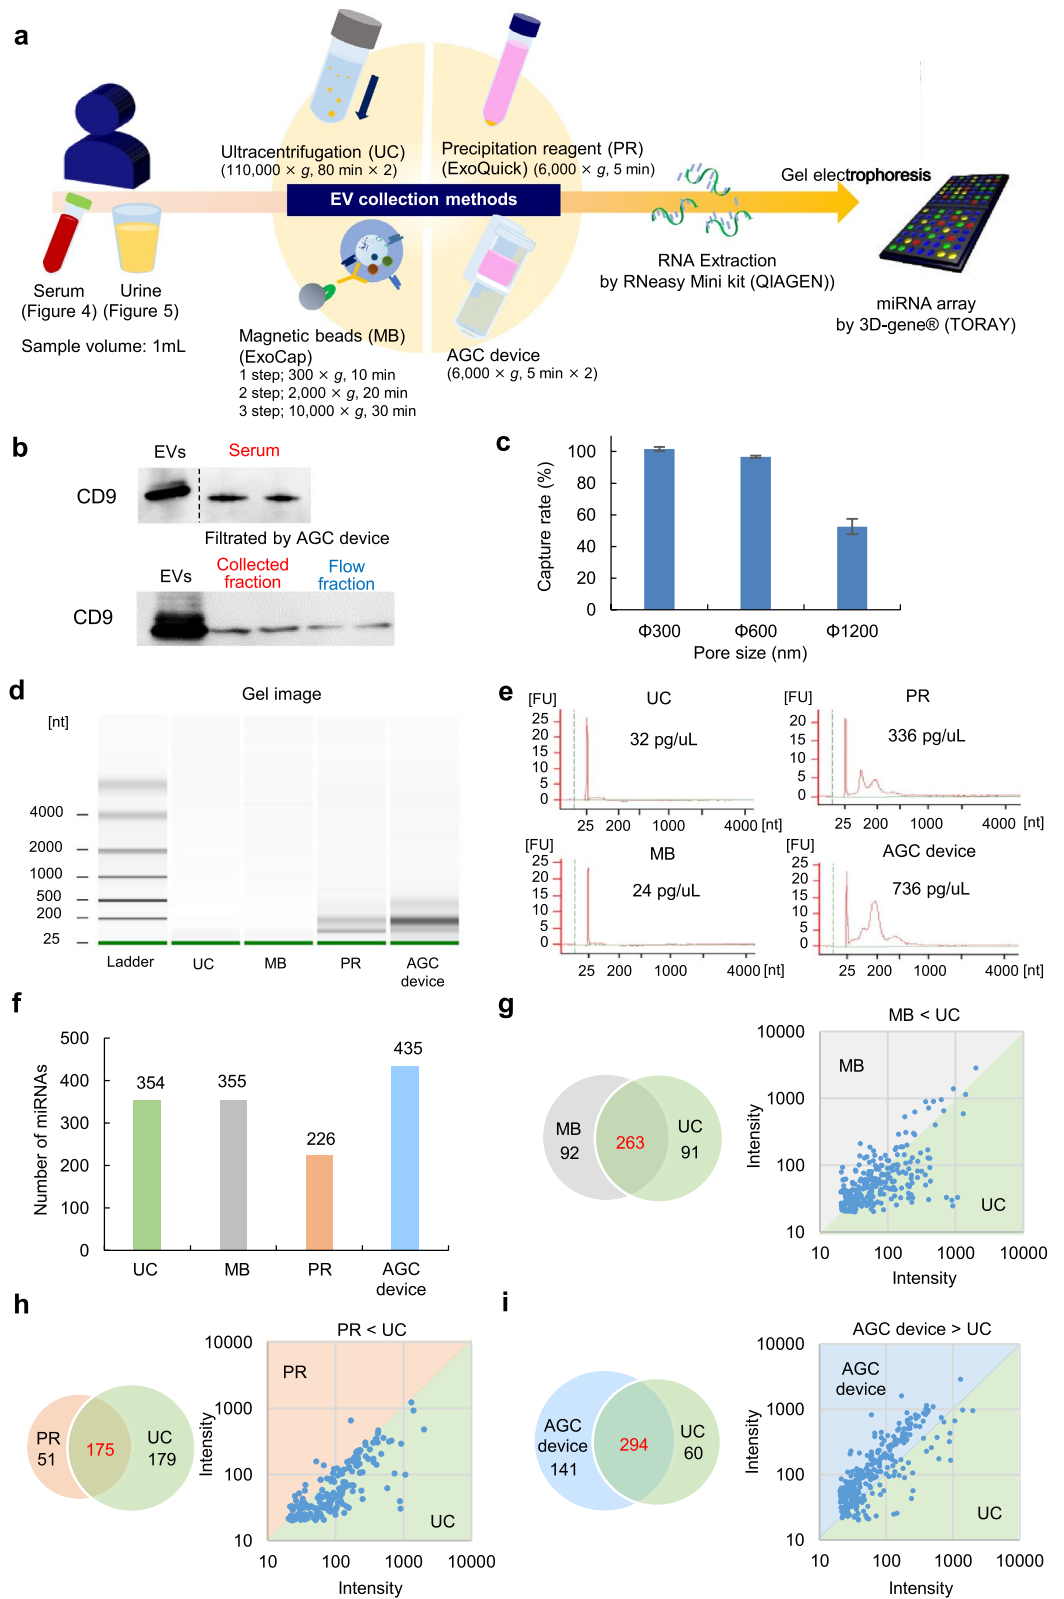 a
Ultracentrifugation (UC)
(110,000 × g, 80 min × 2)
Precipitation reagent (PR)
(ExoQuick) (6,000 × g, 5 min)
EV collection methods
Gel electrophoresis
Serum
(Figure 4)
Urine
(Figure 5)
Sample volume: 1mL
Magnetic beads (MB)
(ExoCap)
1 step; 300 × g, 10 min
2 step; 2,000 × g, 20 min
3 step; 10,000 × g, 30 min
AGC device
(6,000 × g, 5 min × 2)
RNA Extraction
by RNeasy Mini kit (QIAGEN))
miRNA array
by 3D-gene® (TORAY)
b
EVs
Serum
CD9
Filtrated by AGC device
EVs
Collected
fraction
Flow
fraction
CD9
c
Capture rate (%)
100
80
60
40
20
0
Φ300
Φ600
Φ1200
Pore size (nm)
d
Gel image
[nt]
4000
2000
1000
500
200
25
Ladder
UC
MB
PR
AGC
device
e
[FU]
UC
25
20
15
10
5
0
32 pg/uL
25 200 1000 4000 [nt]
[FU]
PR
20
15
10
5
0
336 pg/uL
25 200 1000 4000 [nt]
[FU]
MB
25
20
15
10
5
0
24 pg/uL
25 200 1000 4000 [nt]
[FU]
AGC device
25
20
15
10
5
0
736 pg/uL
25 200 1000 4000 [nt]
f
Number of miRNAs
500
400
300
200
100
0
354
355
226
435
UC
MB
PR
AGC
device
g
MB
92
263
UC
91
MB < UC
Intensity
10000
1000
100
10
MB
UC
10 100 1000 10000
Intensity
h
PR
51
175
UC
179
PR < UC
Intensity
10000
1000
100
10
PR
UC
10 100 1000 10000
Intensity
i
AGC
device
141
294
UC
60
AGC device > UC
Intensity
10000
1000
100
10
AGC
device
UC
10 100 1000 10000
Intensity